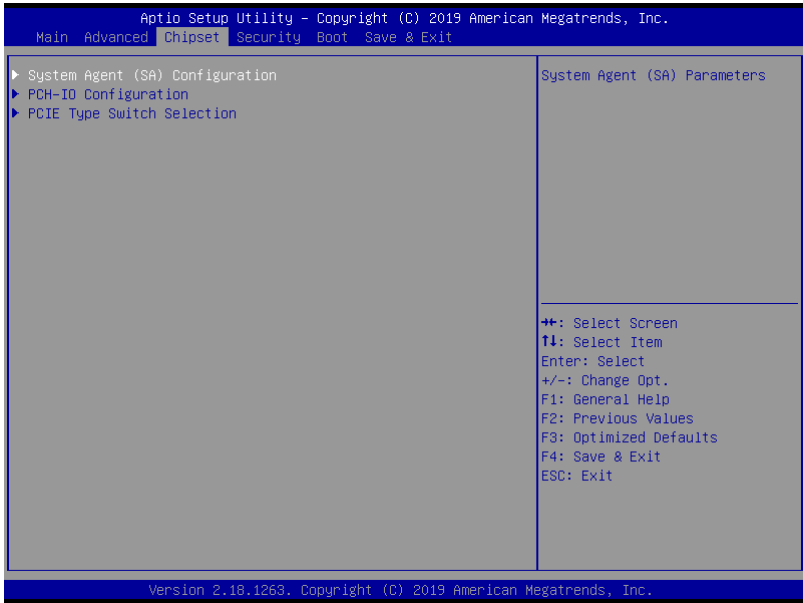 Aptio Setup Utility – Copyright (C) 2019 American Megatrends, Inc.
Main Advanced Chipset Security Boot Save & Exit
► System Agent (SA) Configuration
► PCH-IO Configuration
► PCIE Type Switch Selection
System Agent (SA) Parameters
→←: Select Screen
↑↓: Select Item
Enter: Select
+/-: Change Opt.
F1: General Help
F2: Previous Values
F3: Optimized Defaults
F4: Save & Exit
ESC: Exit
Version 2.18.1263. Copyright (C) 2019 American Megatrends, Inc.